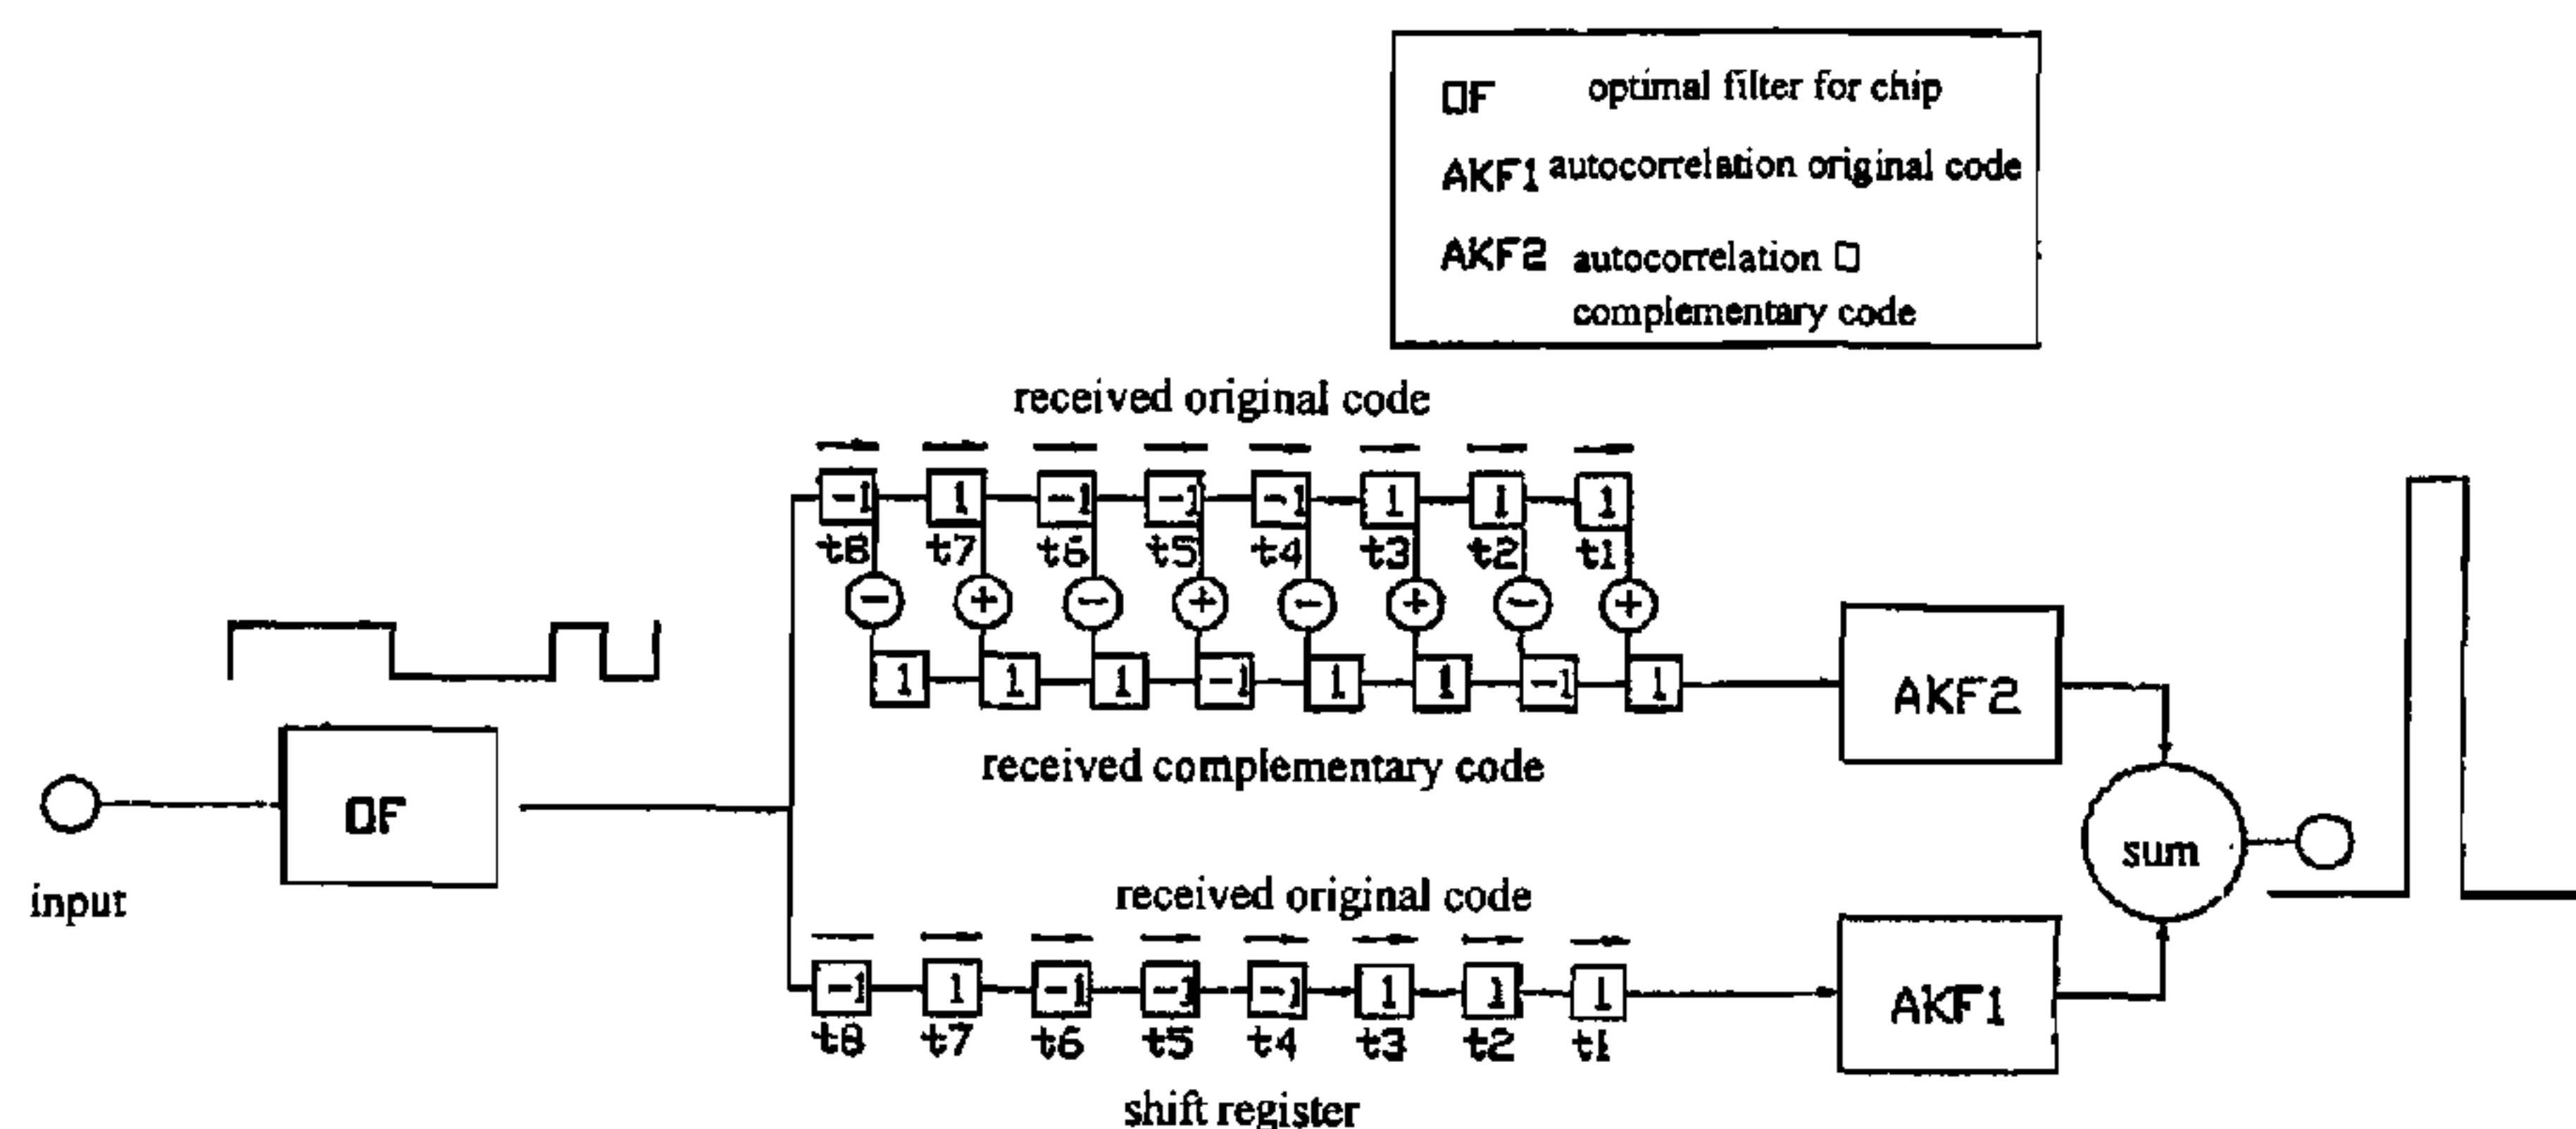 OF optimal filter for chip
AKF1 autocorrelation original code
AKF2 autocorrelation
complementary code
received original code
-1 1 -1 -1 -1 1 1 1
t8 t7 t6 t5 t4 t3 t2 t1
- + - + - + - +
1 1 1 -1 1 1 -1 1
AKF2
received complementary code
OF
sum
input
received original code
-1 1 -1 -1 -1 1 1 1
AKF1
t8 t7 t6 t5 t4 t3 t2 t1
shift register